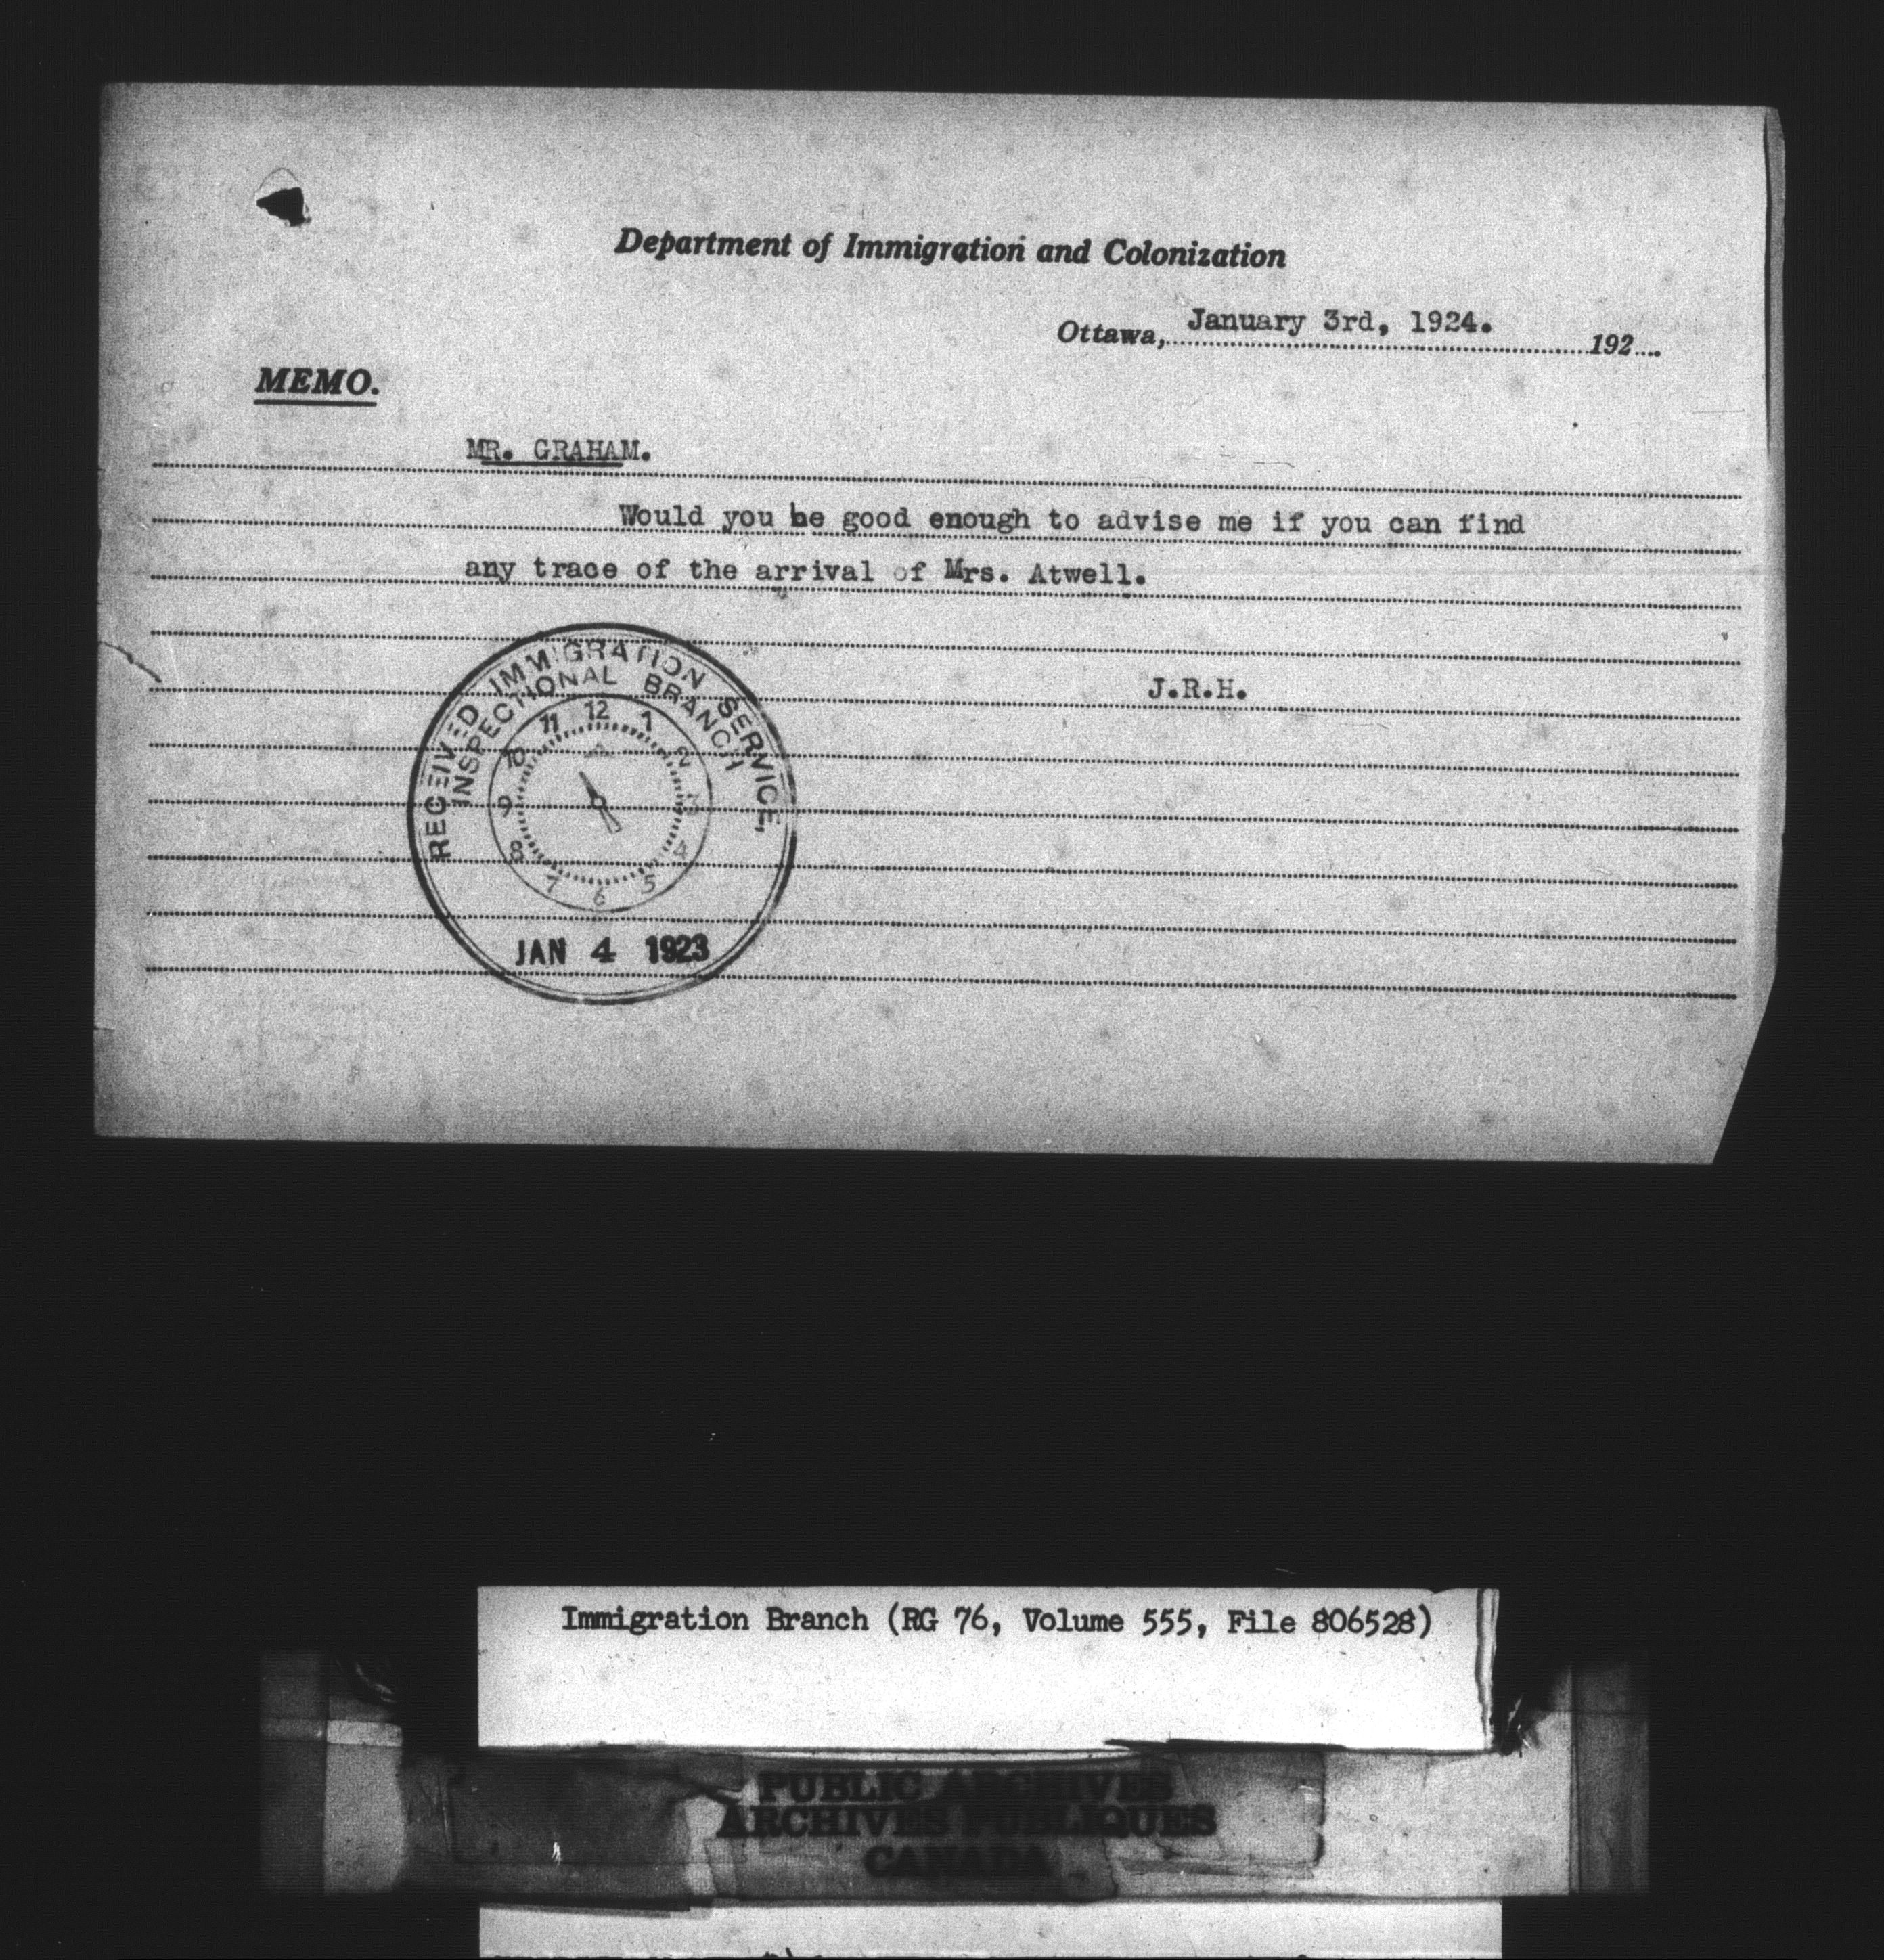 Department of Immigration and Colonization
Ottawa, January 3rd, 1924. 192
MEMO.
MR. GRAHAM.
Would you be good enough to advise me if you can find
any trace of the arrival of Mrs. Atwell.
J.R.H.
RECEIVED IMMIGRATION SERVICE,
INSPECTIONAL BRANCH
12 1 2 3 4 5 6 7 8 9 10 11
JAN 4 1923
Immigration Branch (RG 76, Volume 555, File 806528)
PUBLIC ARCHIVES
ARCHIVES PUBLIQUES
CANADA